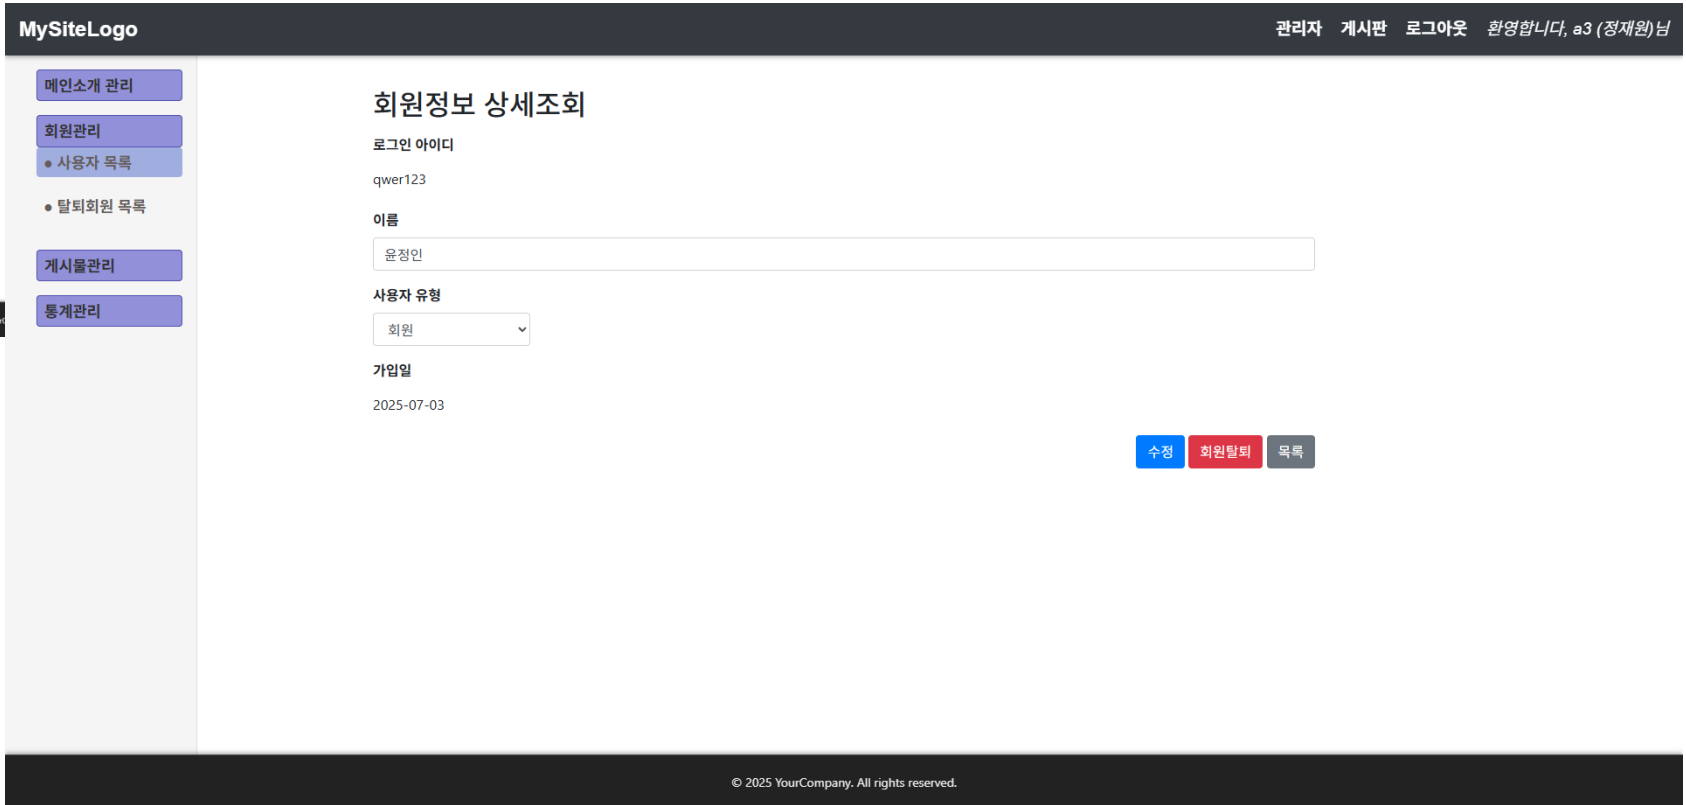 MySiteLogo
관리자 게시판 로그아웃 환영합니다, a3 (정재원)님
메인소개 관리
회원관리
● 사용자 목록
● 탈퇴회원 목록
게시물관리
통계관리
회원정보 상세조회
로그인 아이디
qwer123
이름
윤정인
사용자 유형
회원
가입일
2025-07-03
수정 회원탈퇴 목록
© 2025 YourCompany. All rights reserved.